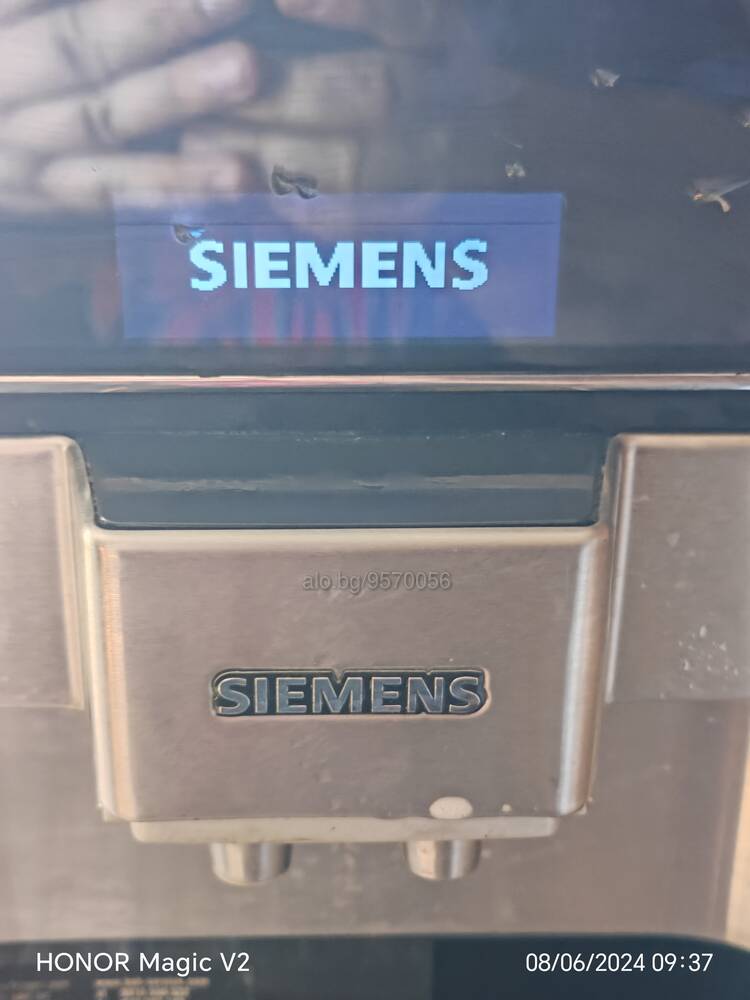 SIEMENS
alo.bg/9570056
SIEMENS
HONOR Magic V2
08/06/2024 09:37